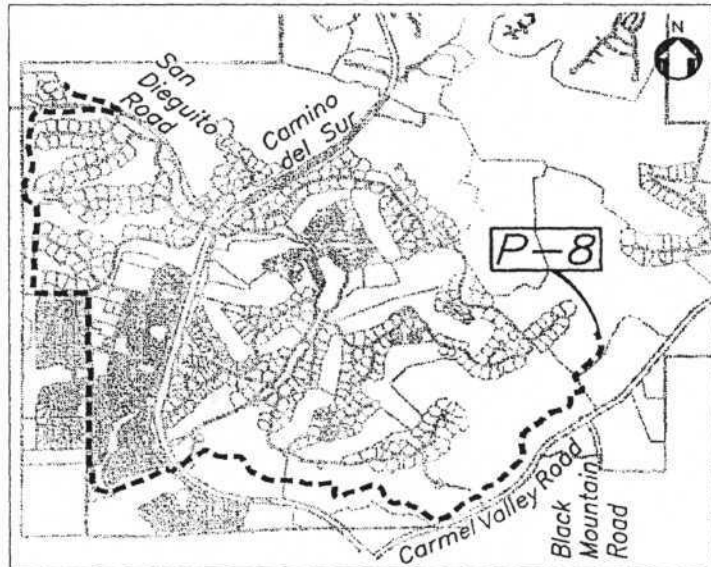 N
San
Dieguito
Road
Camino
del Sur
P-8
Carmel Valley Road
Black
Mountain
Road